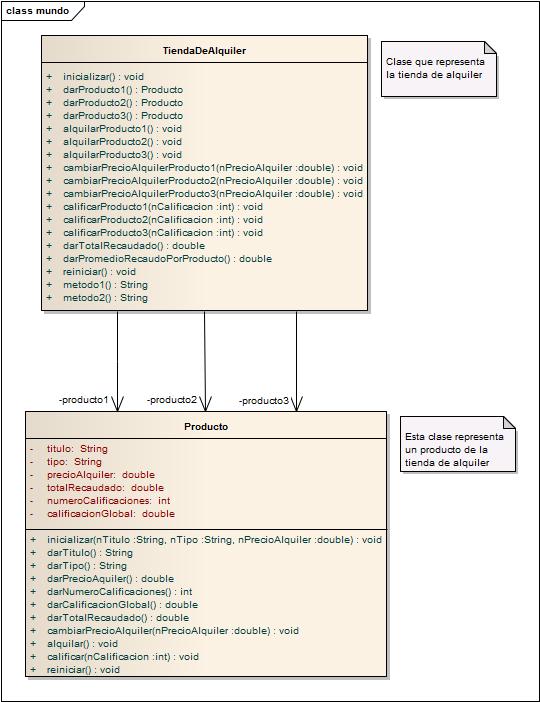 class mundo
TiendaDeAlquiler
+ inicializar() : void
+ darProducto1() : Producto
+ darProducto2() : Producto
+ darProducto3() : Producto
+ alquilarProducto1() : void
+ alquilarProducto2() : void
+ alquilarProducto3() : void
+ cambiarPrecioAlquilerProducto1(nPrecioAlquiler :double) : void
+ cambiarPrecioAlquilerProducto2(nPrecioAlquiler :double) : void
+ cambiarPrecioAlquilerProducto3(nPrecioAlquiler :double) : void
+ calificarProducto1(nCalificacion :int) : void
+ calificarProducto2(nCalificacion :int) : void
+ calificarProducto3(nCalificacion :int) : void
+ darTotalRecaudado() : double
+ darPromedioRecaudoPorProducto() : double
+ reiniciar() : void
+ metodo1() : String
+ metodo2() : String
Clase que representa
la tienda de alquiler
-producto1
-producto2
-producto3
Producto
- titulo: String
- tipo: String
- precioAlquiler: double
- totalRecaudado: double
- numeroCalificaciones: int
- calificacionGlobal: double
+ inicializar(nTitulo :String, nTipo :String, nPrecioAlquiler :double) : void
+ darTitulo() : String
+ darTipo() : String
+ darPrecioAquiler() : double
+ darNumeroCalificaciones() : int
+ darCalificacionGlobal() : double
+ darTotalRecaudado() : double
+ cambiarPrecioAlquiler(nPrecioAlquiler :double) : void
+ alquilar() : void
+ calificar(nCalificacion :int) : void
+ reiniciar() : void
Esta clase representa
un producto de la
tienda de alquiler